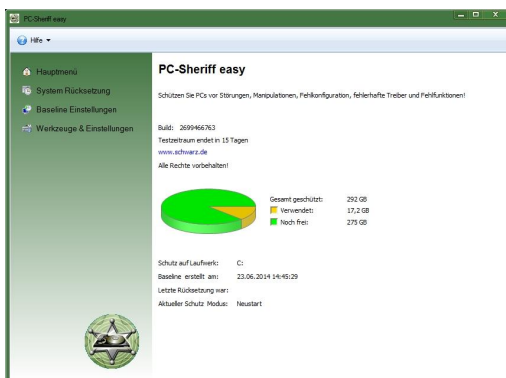 PC-Sheriff easy
Hilfe
Hauptmenü
System Rücksetzung
Baseline Einstellungen
Werkzeuge & Einstellungen
PC-Sheriff easy
Schützen Sie PCs vor Störungen, Manipulationen, Fehlkonfiguration, fehlerhafte Treiber und Fehlfunktionen!
Build: 2699466763
Testzeitraum endet in 15 Tagen
www.schwarz.de
Alle Rechte vorbehalten!
Gesamt geschützt: 292 GB
Verwendet: 17,2 GB
Noch frei: 275 GB
Schutz auf Laufwerk: C:
Baseline erstellt am: 23.06.2014 14:45:29
Letzte Rücksetzung war:
Aktueller Schutz Modus: Neustart